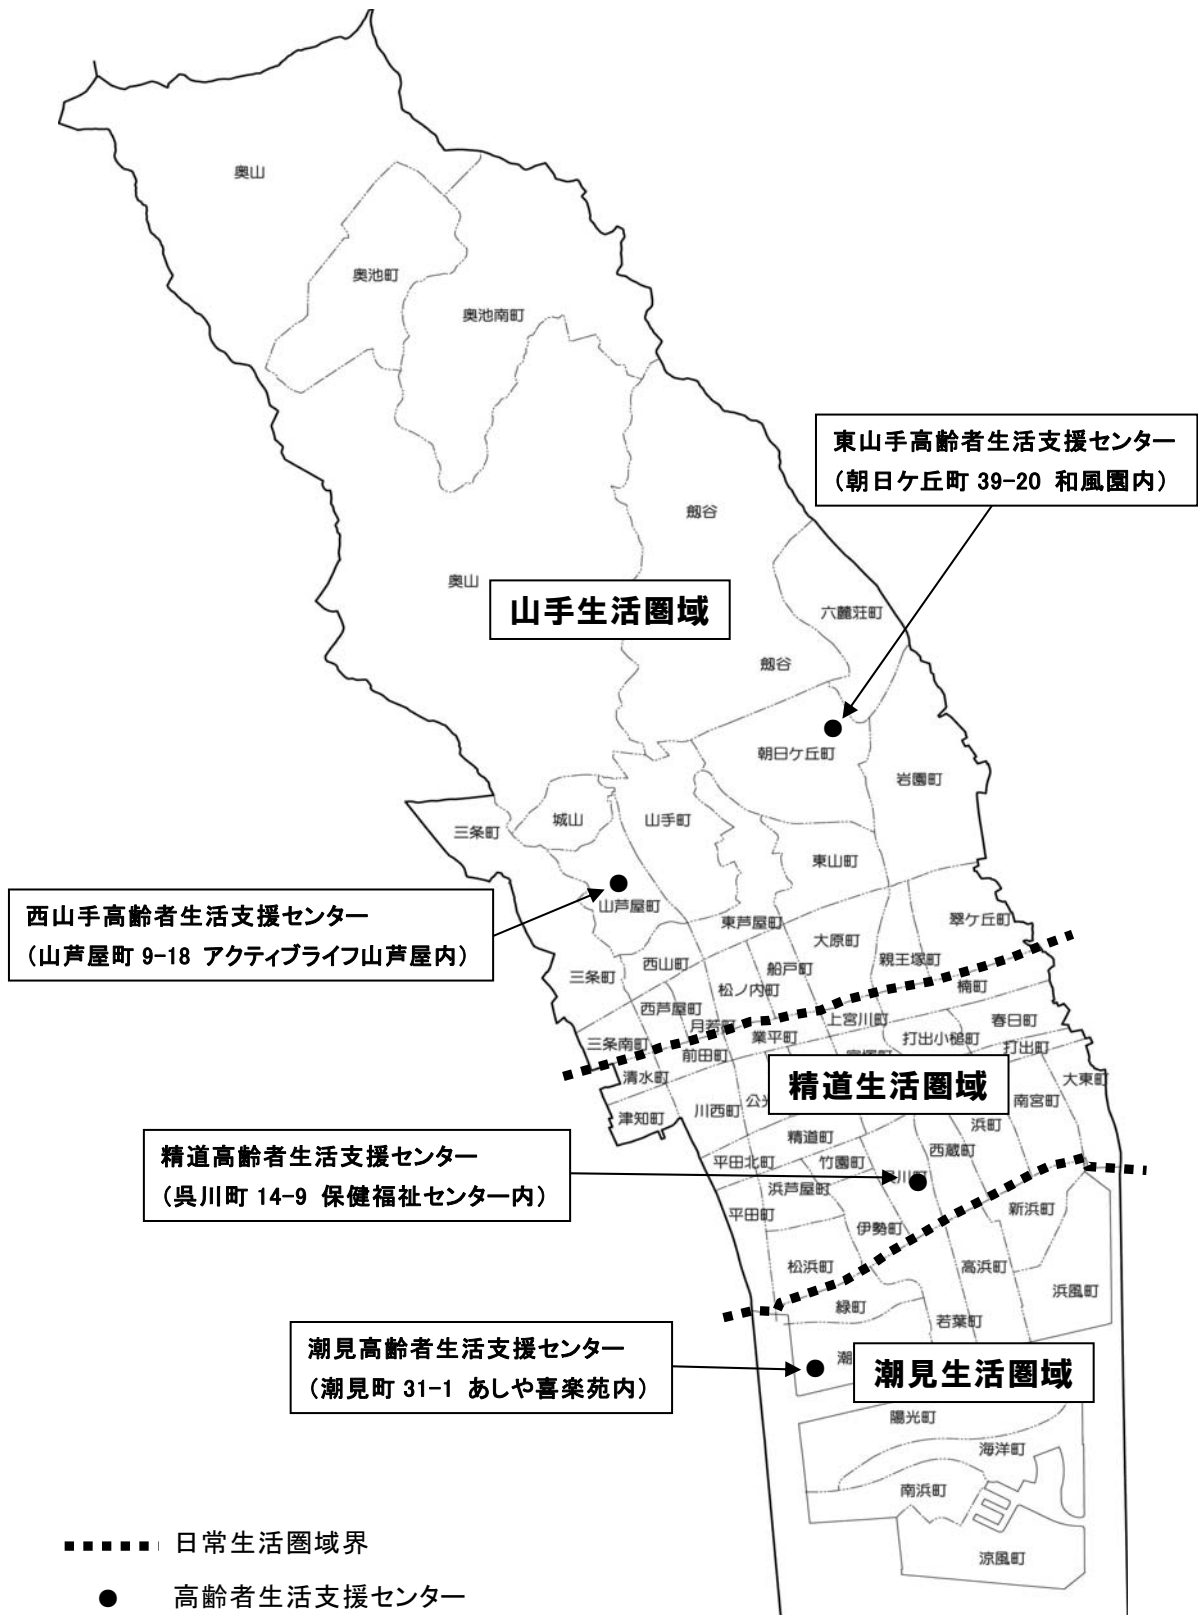 奥山
奥池町
奥池南町
東山手高齢者生活支援センター
（朝日ケ丘町 39-20 和風園内）
劔谷
奥山
山手生活圏域
六麓荘町
劔谷
朝日ケ丘町
岩園町
三条町
城山
山手町
東山町
西山手高齢者生活支援センター
（山芦屋町 9-18 アクティブライフ山芦屋内）
山芦屋町
東芦屋町
大原町
翠ケ丘町
三条町
西山町
船戸町
親王塚町
松ノ内町
楠町
西芦屋町
月若町
上宮川町
春日町
三条南町
前田町
業平町
打出小槌町
打出町
清水町
精道生活圏域
大東町
津知町
川西町
南宮町
浜町
精道町
西蔵町
精道高齢者生活支援センター
（呉川町 14-9 保健福祉センター内）
平田北町
竹園町
浜芦屋町
平田町
伊勢町
新浜町
松浜町
高浜町
浜風町
緑町
若葉町
潮見高齢者生活支援センター
（潮見町 31-1 あしや喜楽苑内）
潮
潮見生活圏域
陽光町
海洋町
南浜町
涼風町
日常生活圏域界
高齢者生活支援センター